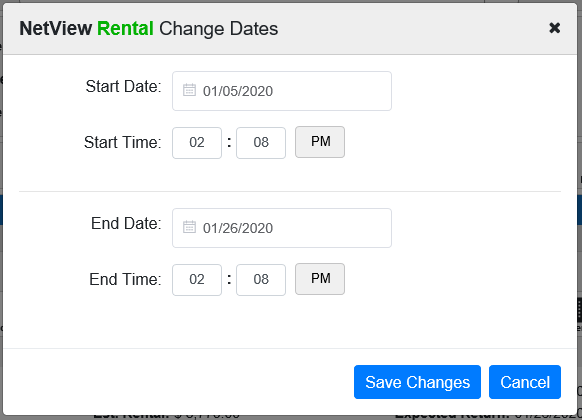 NetView Rental Change Dates
Start Date: 01/05/2020
Start Time: 02 : 08 PM
End Date: 01/26/2020
End Time: 02 : 08 PM
Save Changes Cancel